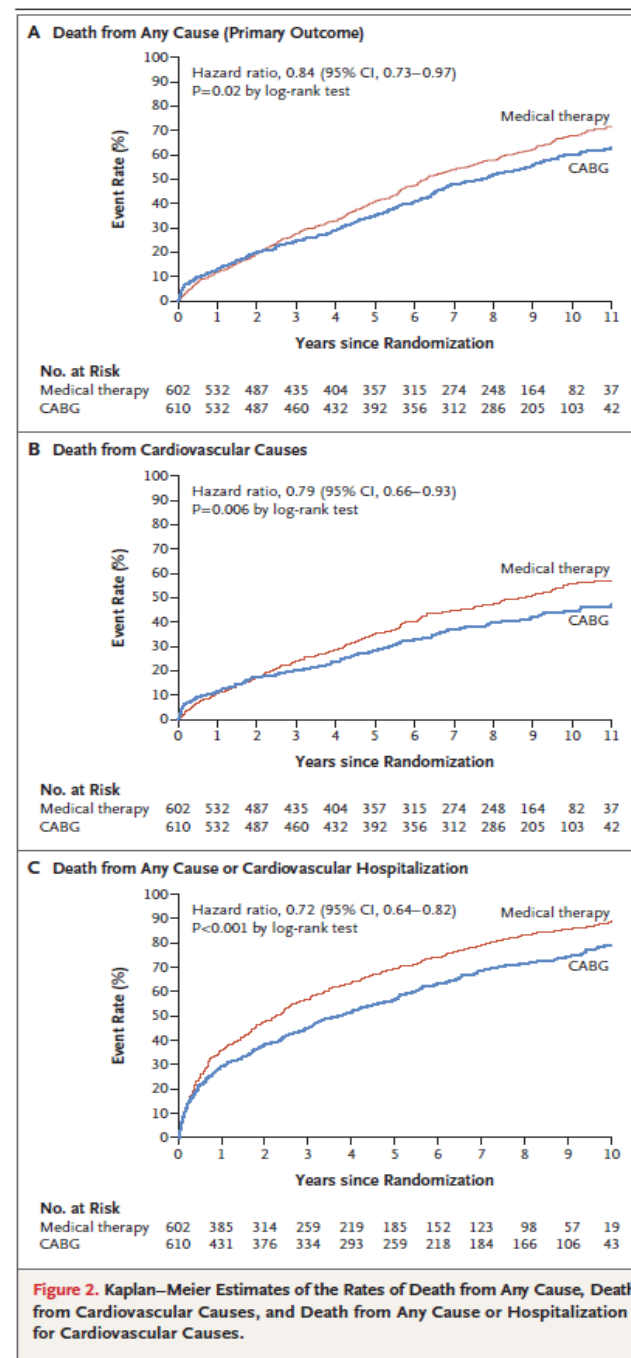 A Death from Any Cause (Primary Outcome)
100
90
80
70
60
50
40
30
20
10
0
Event Rate (%)
Hazard ratio, 0.84 (95% CI, 0.73–0.97)
P=0.02 by log-rank test
Medical therapy
CABG
0 1 2 3 4 5 6 7 8 9 10 11
Years since Randomization
No. at Risk
Medical therapy 602 532 487 435 404 357 315 274 248 164 82 37
CABG 610 532 487 460 432 392 356 312 286 205 103 42
B Death from Cardiovascular Causes
100
90
80
70
60
50
40
30
20
10
0
Event Rate (%)
Hazard ratio, 0.79 (95% CI, 0.66–0.93)
P=0.006 by log-rank test
Medical therapy
CABG
0 1 2 3 4 5 6 7 8 9 10 11
Years since Randomization
No. at Risk
Medical therapy 602 532 487 435 404 357 315 274 248 164 82 37
CABG 610 532 487 460 432 392 356 312 286 205 103 42
C Death from Any Cause or Cardiovascular Hospitalization
100
90
80
70
60
50
40
30
20
10
0
Event Rate (%)
Hazard ratio, 0.72 (95% CI, 0.64–0.82)
P<0.001 by log-rank test
Medical therapy
CABG
0 1 2 3 4 5 6 7 8 9 10
Years since Randomization
No. at Risk
Medical therapy 602 385 314 259 219 185 152 123 98 57 19
CABG 610 431 376 334 293 259 218 184 166 106 43
Figure 2. Kaplan–Meier Estimates of the Rates of Death from Any Cause, Death
from Cardiovascular Causes, and Death from Any Cause or Hospitalization
for Cardiovascular Causes.